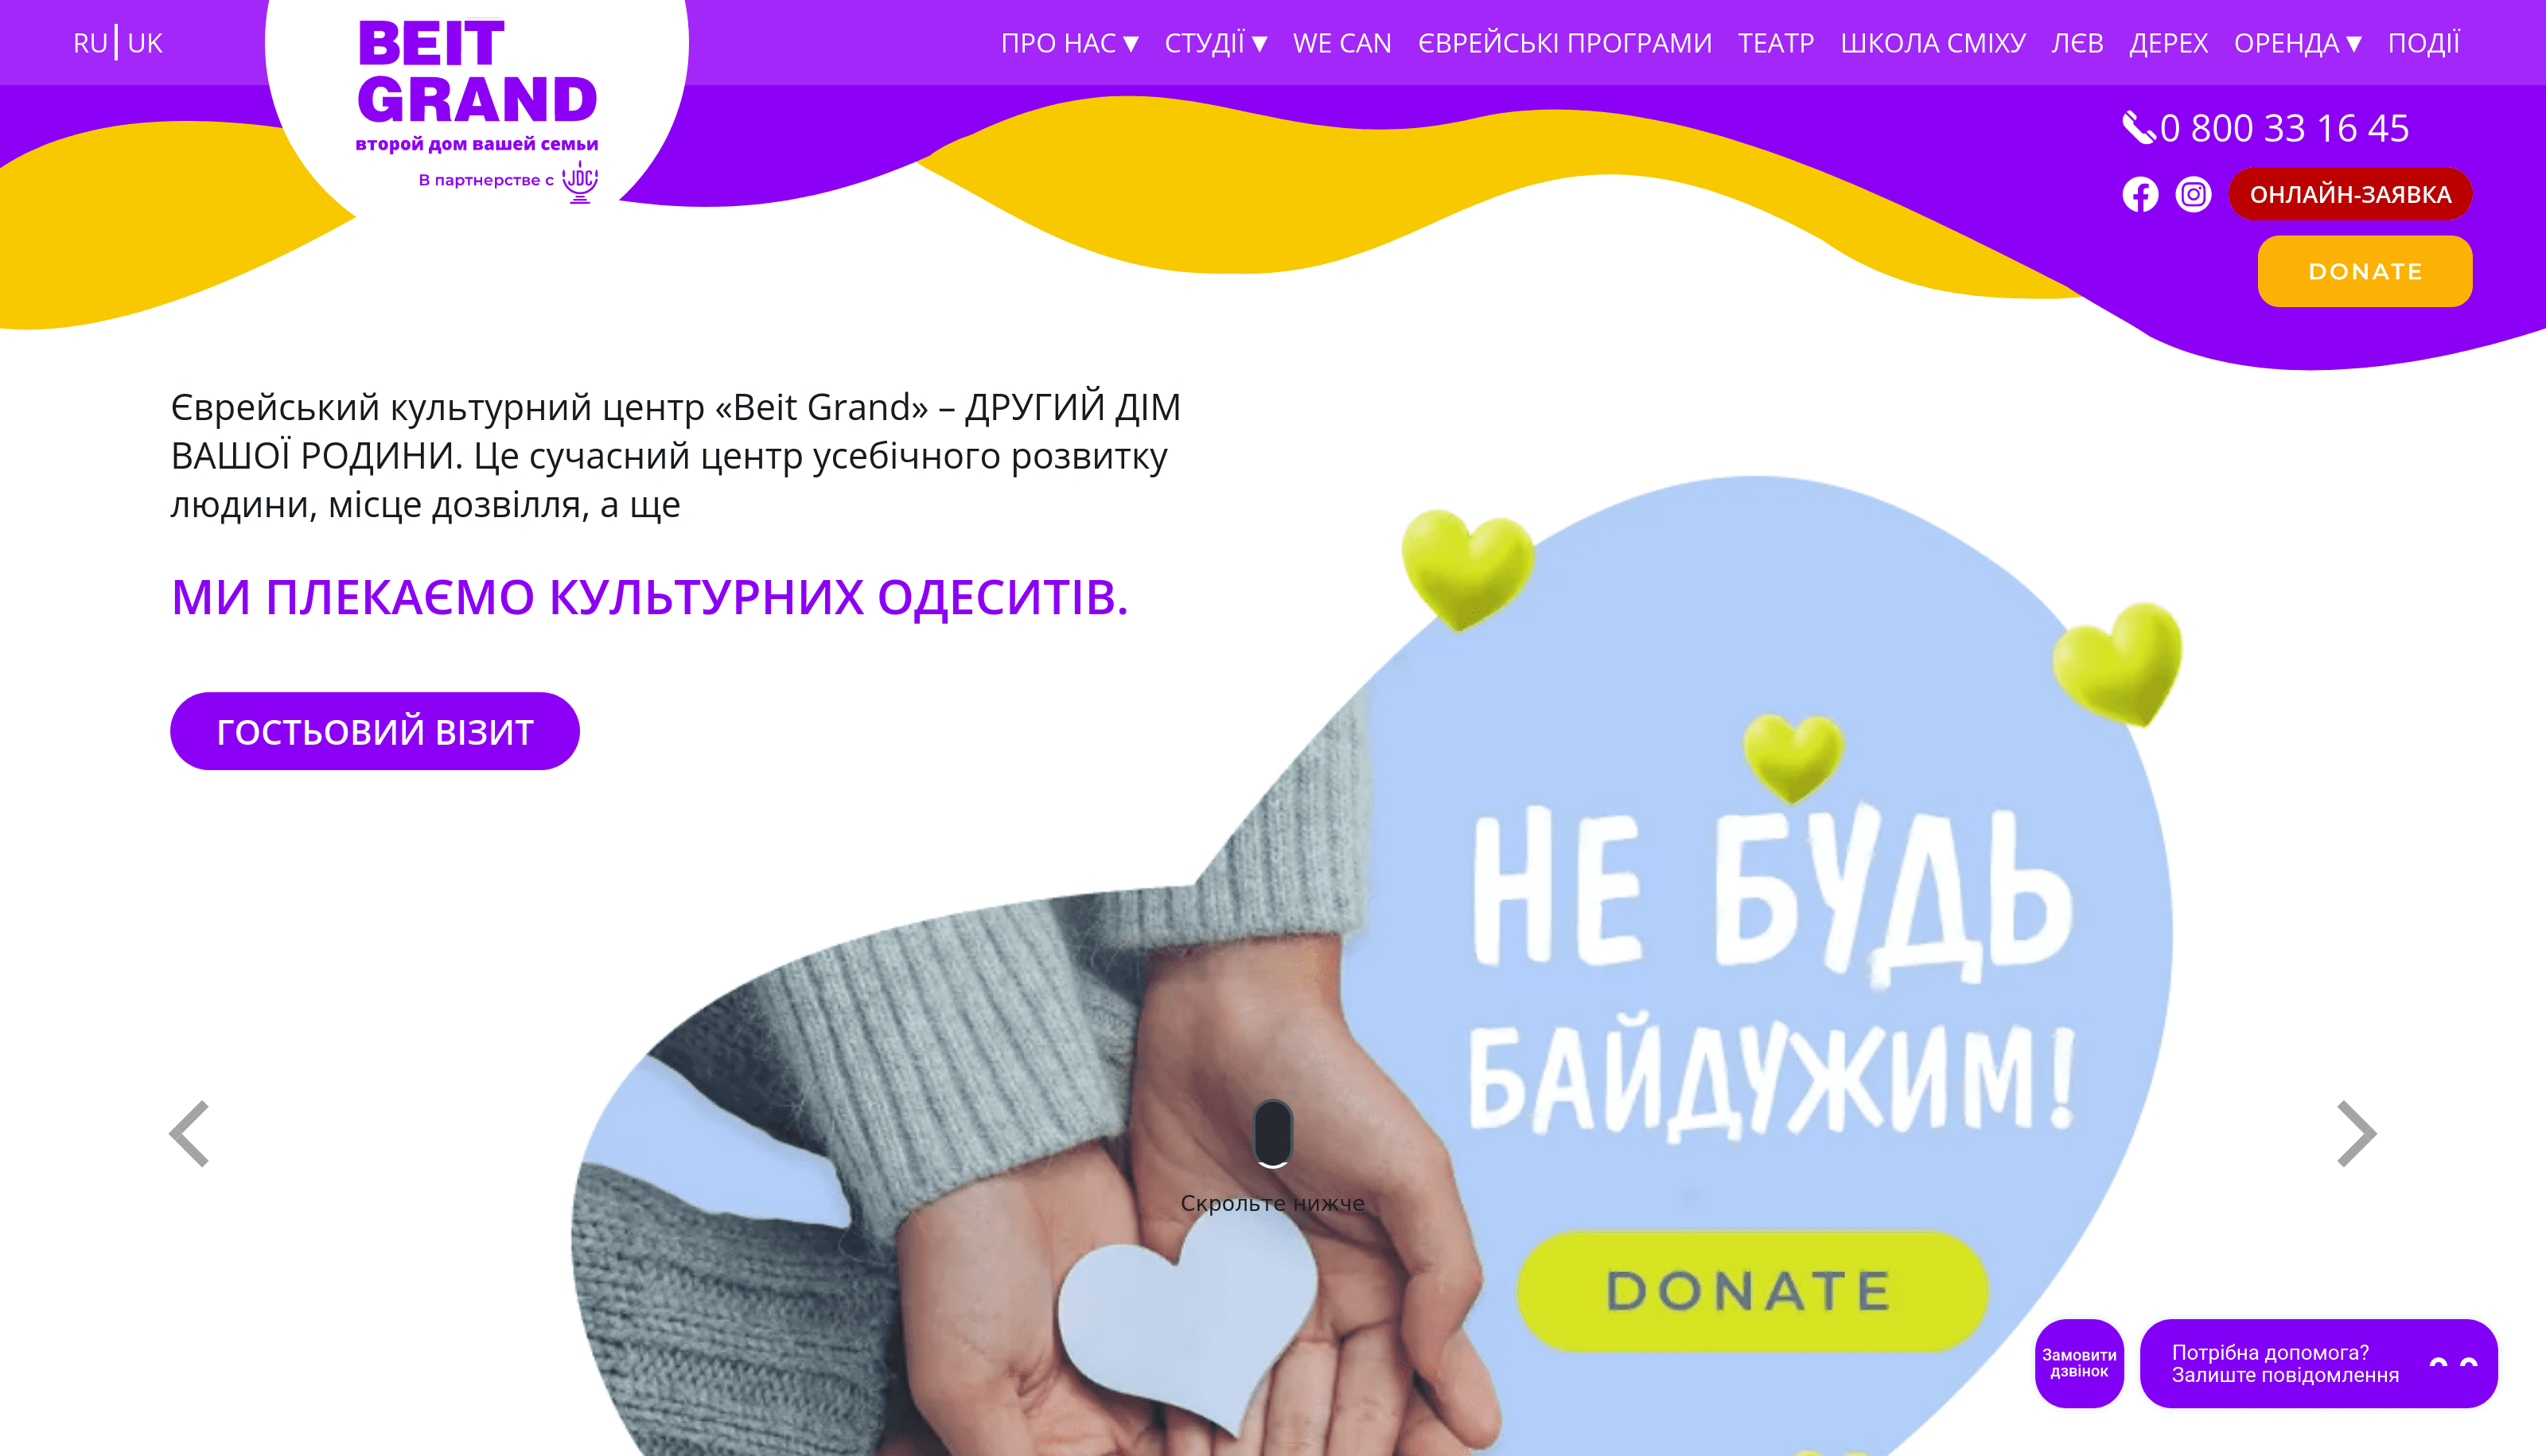 RU UK
BEIT
GRAND
второй дом вашей семьи
В партнерстве с JDC
ПРО НАС ▾ СТУДІЇ ▾ WE CAN ЄВРЕЙСЬКІ ПРОГРАМИ ТЕАТР ШКОЛА СМІХУ ЛЄВ ДЕРЕХ ОРЕНДА ▾ ПОДІЇ
0 800 33 16 45
ОНЛАЙН-ЗАЯВКА
DONATE
Єврейський культурний центр «Beit Grand» – ДРУГИЙ ДІМ
ВАШОЇ РОДИНИ. Це сучасний центр усебічного розвитку
людини, місце дозвілля, а ще
МИ ПЛЕКАЄМО КУЛЬТУРНИХ ОДЕСИТІВ.
ГОСТЬОВИЙ ВІЗИТ
НЕ БУДЬ
БАЙДУЖИМ!
Скрольте нижче
DONATE
Замовити
дзвінок
Потрібна допомога?
Залиште повідомлення